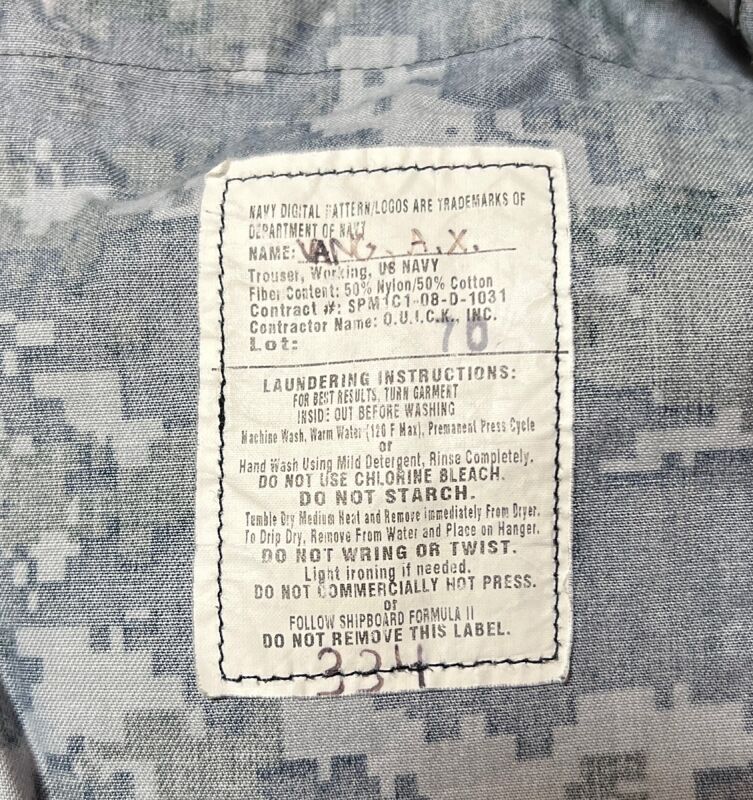 NAVY DIGITAL PATTERN/LOGOS ARE TRADEMARKS OF
DEPARTMENT OF NAVY
NAME: VANG. A.X.
Trouser, Working, US NAVY
Fiber Content: 50% Nylon/50% Cotton
Contract #: SPM1C1-08-D-1031
Contractor Name: O.U.I.C.K., INC.
Lot: 70
LAUNDERING INSTRUCTIONS:
FOR BEST RESULTS, TURN GARMENT
INSIDE OUT BEFORE WASHING
Machine Wash, Warm Water (120 F Max), Premanent Press Cycle
or
Hand Wash Using Mild Detergent, Rinse Completely.
DO NOT USE CHLORINE BLEACH.
DO NOT STARCH.
Tumble Dry Medium Heat and Remove Immediately From Dryer.
To Drip Dry, Remove From Water and Place on Hanger.
DO NOT WRING OR TWIST.
Light ironing if needed.
DO NOT COMMERCIALLY HOT PRESS.
or
FOLLOW SHIPBOARD FORMULA II
DO NOT REMOVE THIS LABEL.
334